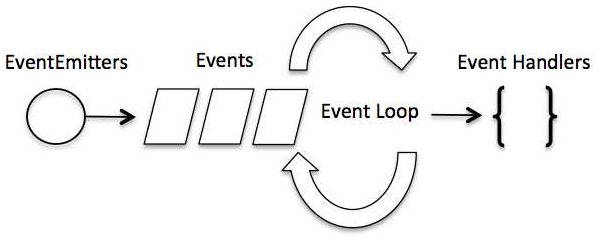 EventEmitters
Events
Event Loop
Event Handlers
{ }